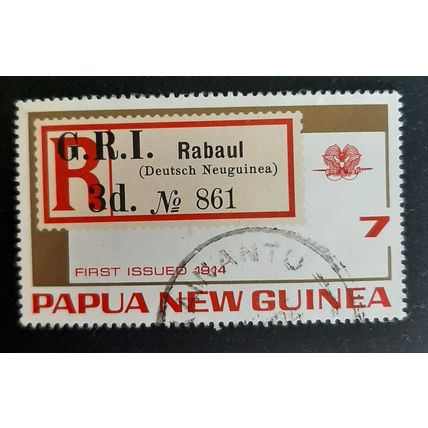 R
G.R.I. Rabaul
(Deutsch Neuguinea)
3d. № 861
7
FIRST ISSUED 1914
PAPUA NEW GUINEA